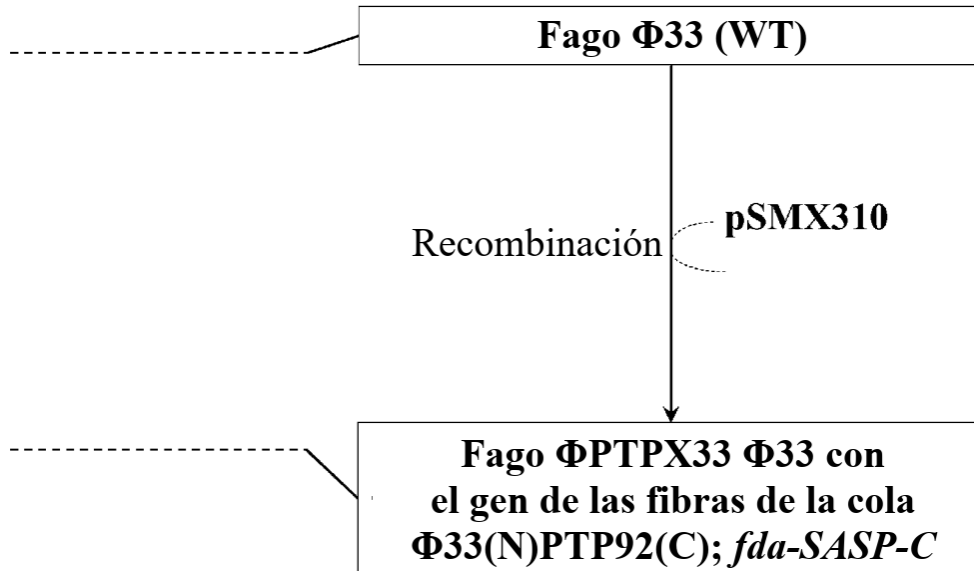 Fago Φ33 (WT)
pSMX310
Recombinación
Fago ΦPTPX33 Φ33 con
el gen de las fibras de la cola
Φ33(N)PTP92(C); fda-SASP-C